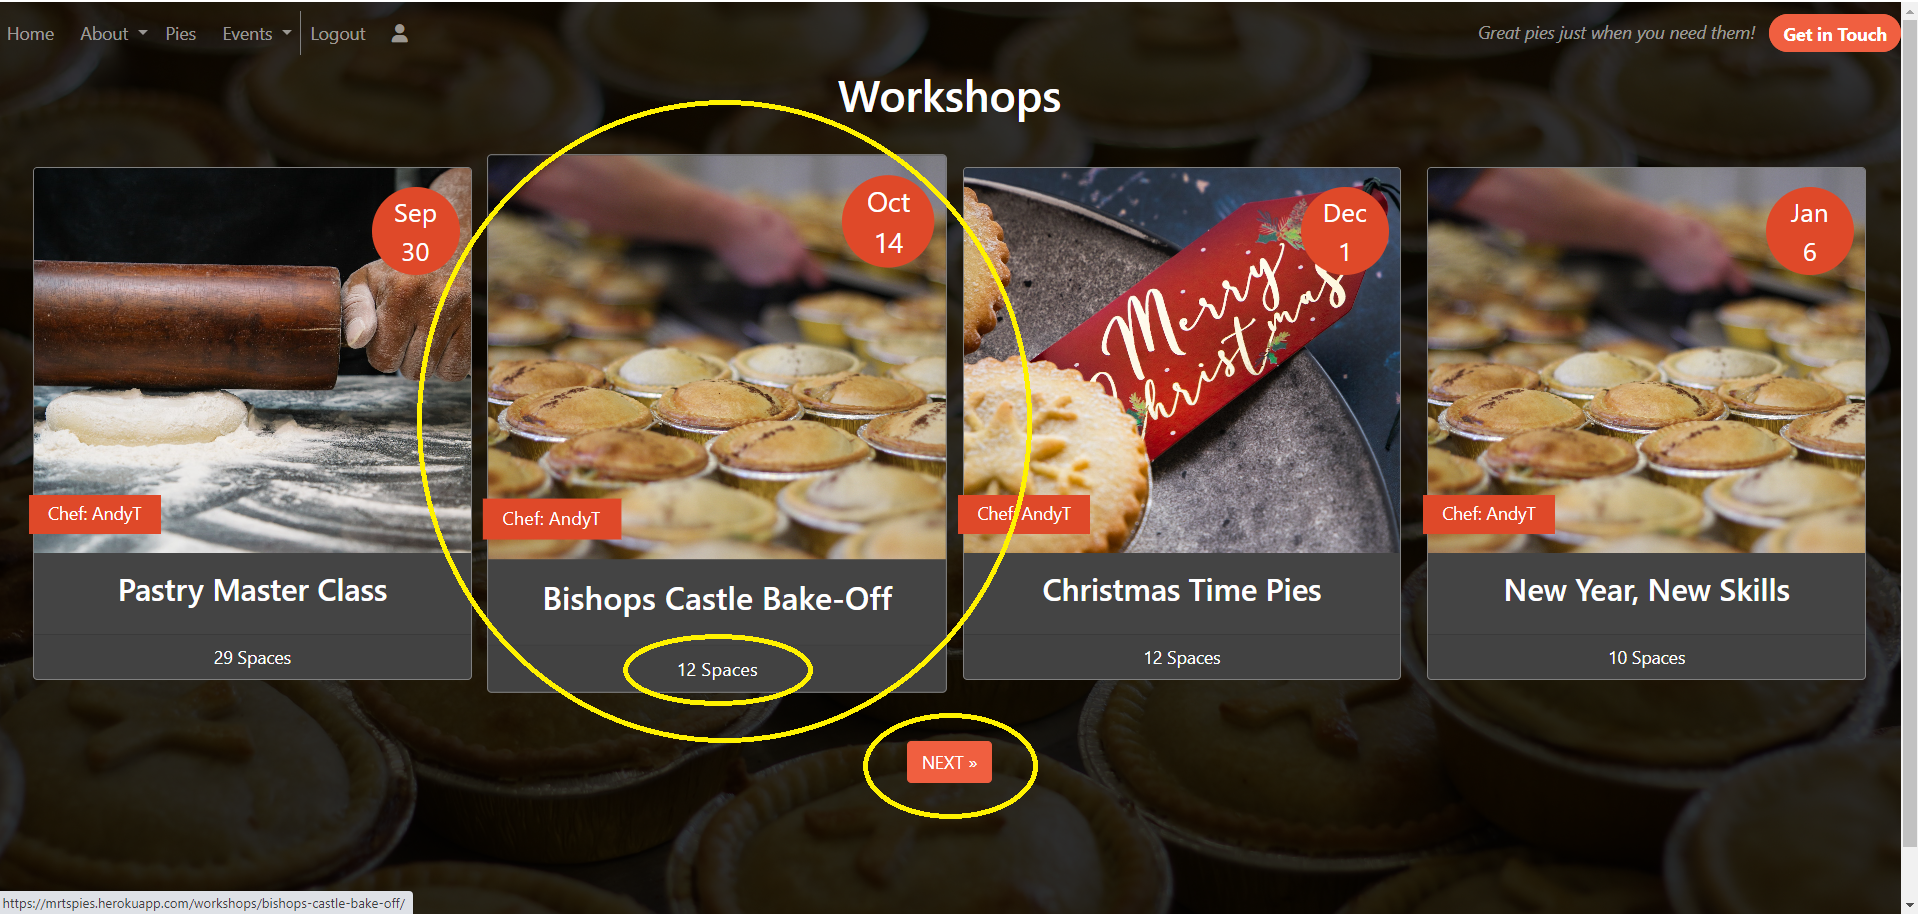 Home About Pies Events Logout Great pies just when you need them! Get in Touch
Workshops
Sep
30
Chef: AndyT
Pastry Master Class
29 Spaces
Oct
14
Chef: AndyT
Bishops Castle Bake-Off
12 Spaces
Dec
1
Merry
Christmas
Chef: AndyT
Christmas Time Pies
12 Spaces
Jan
6
Chef: AndyT
New Year, New Skills
10 Spaces
NEXT »
https://mrtspies.herokuapp.com/workshops/bishops-castle-bake-off/